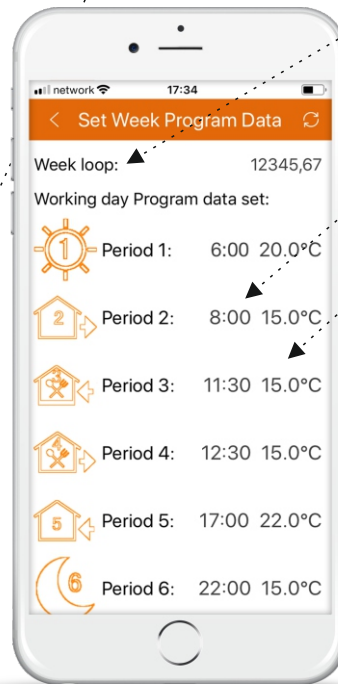 network 17:34
< Set Week Program Data
Week loop: 12345,67
Working day Program data set:
1 Period 1: 6:00 20.0°C
2 Period 2: 8:00 15.0°C
3 Period 3: 11:30 15.0°C
4 Period 4: 12:30 15.0°C
5 Period 5: 17:00 22.0°C
6 Period 6: 22:00 15.0°C